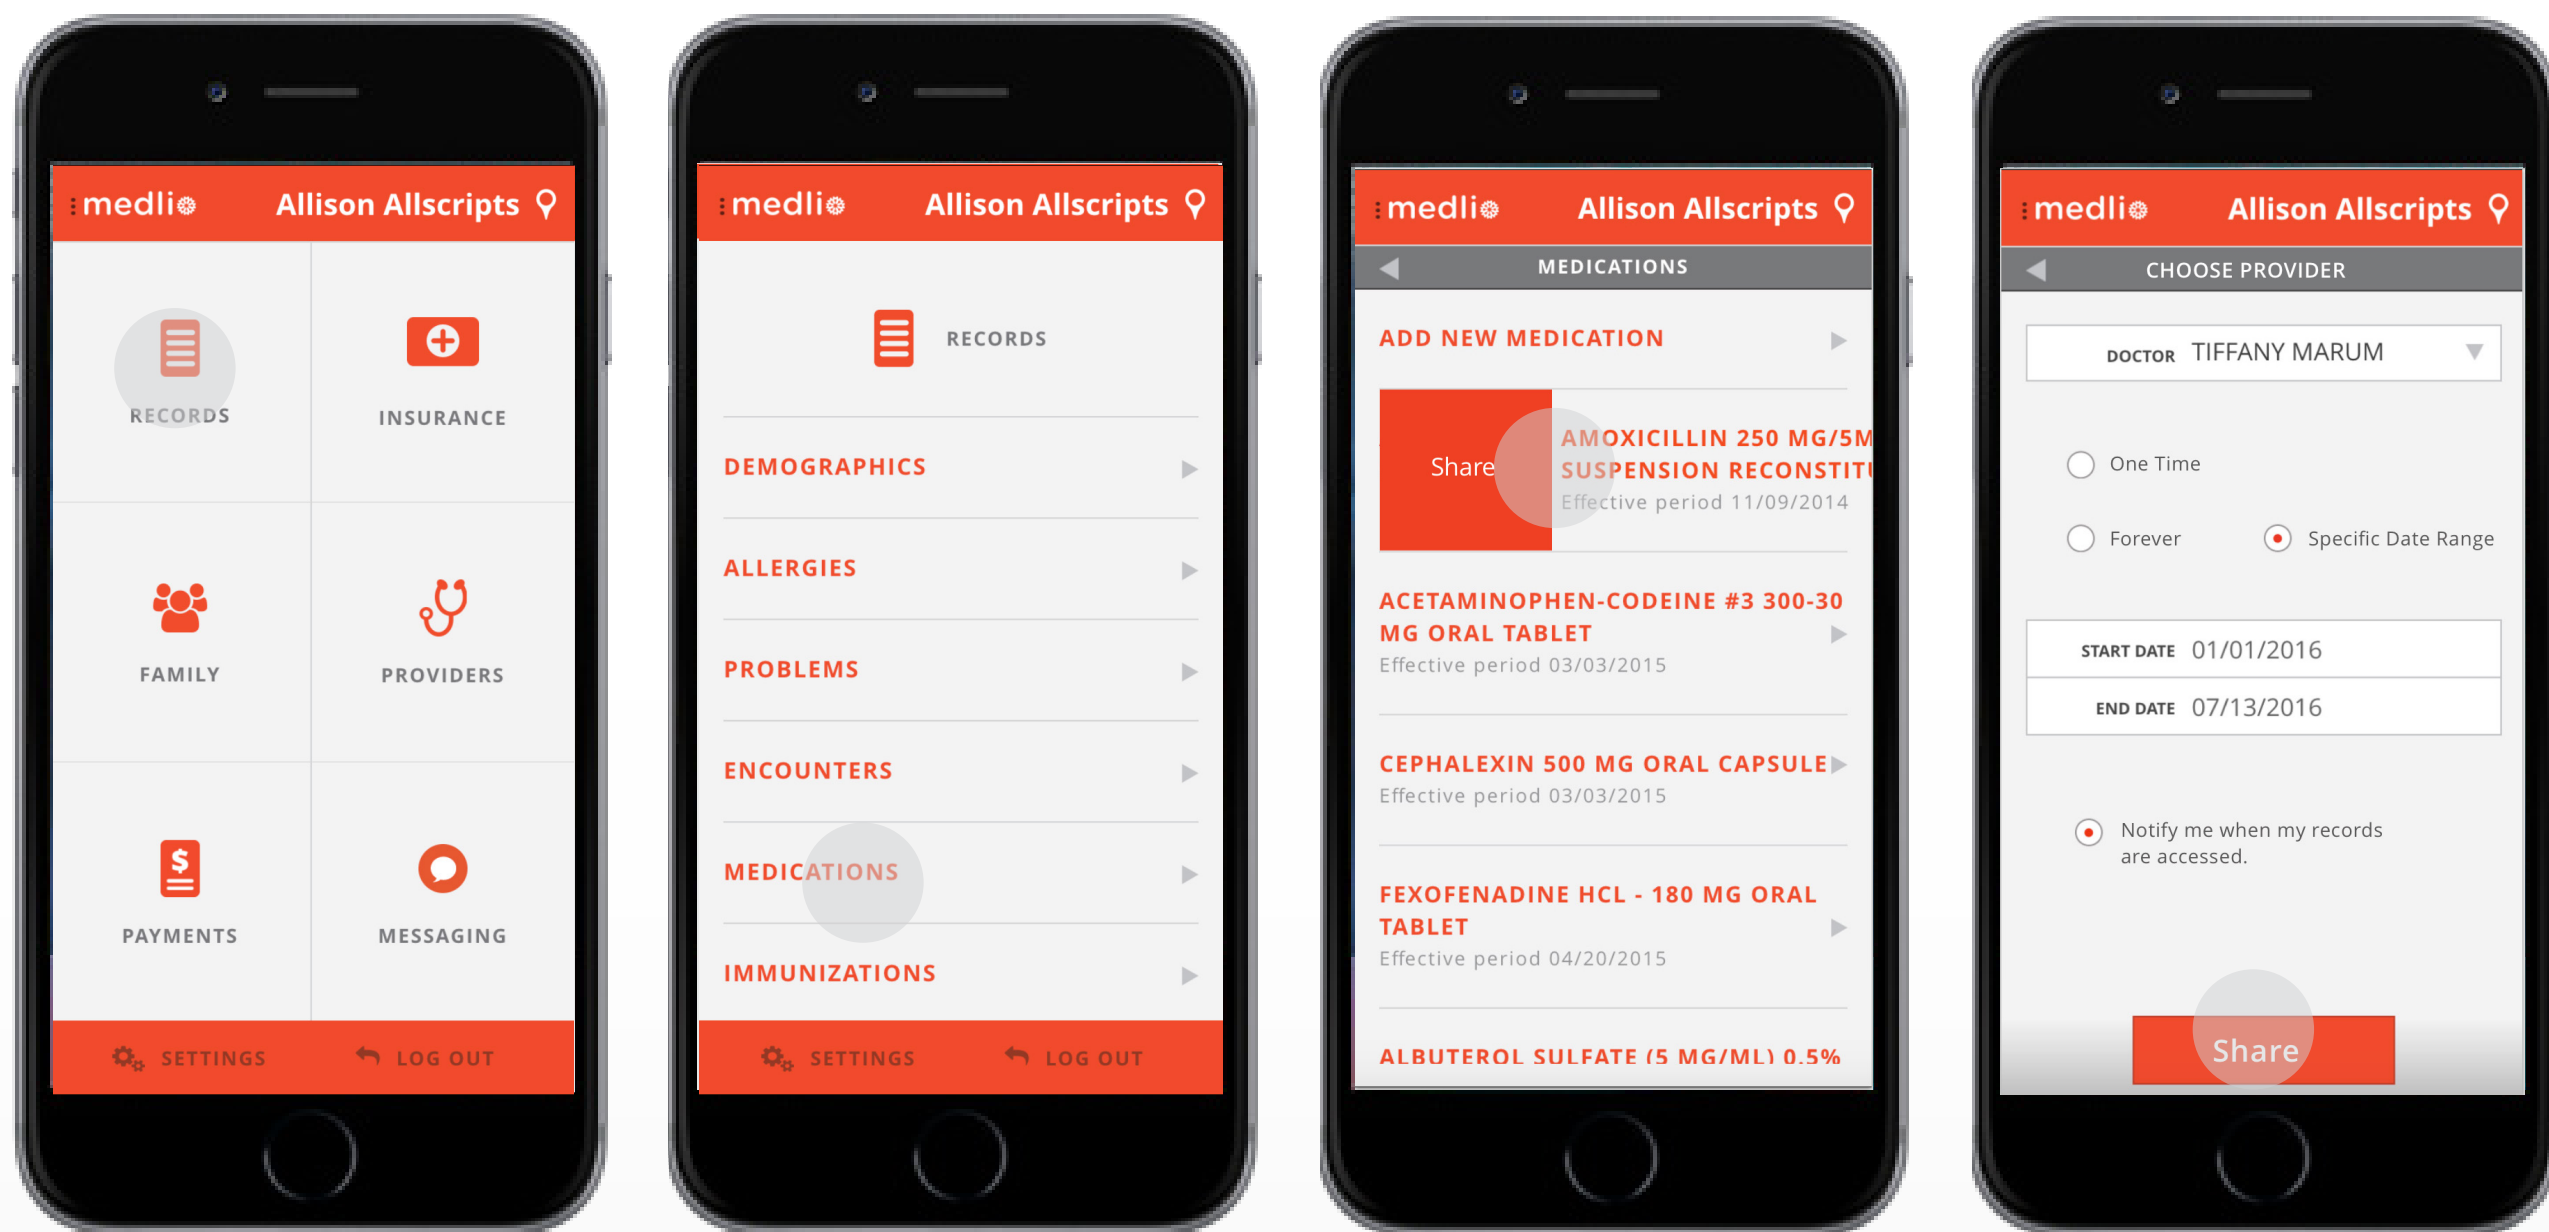 medlio
Allison Allscripts
RECORDS
INSURANCE
FAMILY
PROVIDERS
PAYMENTS
MESSAGING
SETTINGS
LOG OUT
medlio
Allison Allscripts
RECORDS
DEMOGRAPHICS
ALLERGIES
PROBLEMS
ENCOUNTERS
MEDICATIONS
IMMUNIZATIONS
SETTINGS
LOG OUT
medlio
Allison Allscripts
MEDICATIONS
ADD NEW MEDICATION
Share
AMOXICILLIN 250 MG/5M
SUSPENSION RECONSTITU
Effective period 11/09/2014
ACETAMINOPHEN-CODEINE #3 300-30
MG ORAL TABLET
Effective period 03/03/2015
CEPHALEXIN 500 MG ORAL CAPSULE
Effective period 03/03/2015
FEXOFENADINE HCL - 180 MG ORAL
TABLET
Effective period 04/20/2015
ALBUTEROL SULFATE (5 MG/ML) 0.5%
medlio
Allison Allscripts
CHOOSE PROVIDER
DOCTOR TIFFANY MARUM
One Time
Forever
Specific Date Range
START DATE 01/01/2016
END DATE 07/13/2016
Notify me when my records
are accessed.
Share